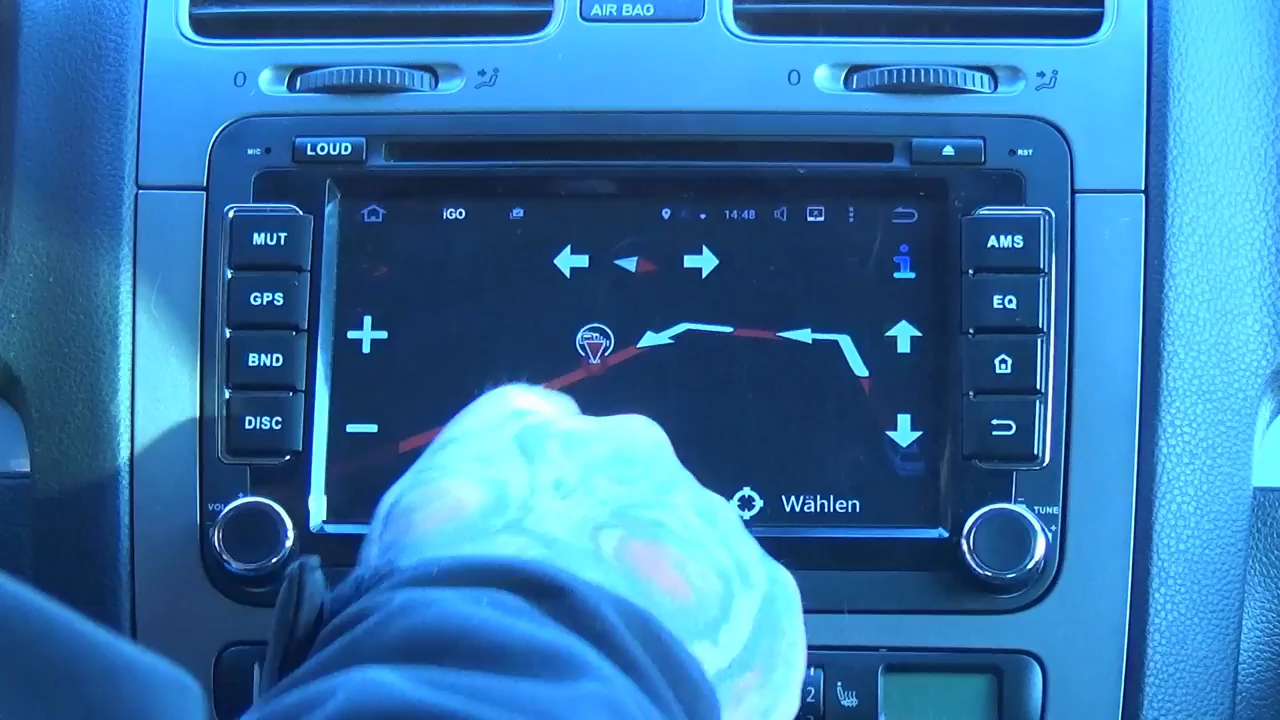 AIR BAG
0
0
MIC
LOUD
RST
iGO
14:48
MUT
GPS
BND
DISC
AMS
EQ
Wählen
VOL
TUNE
2